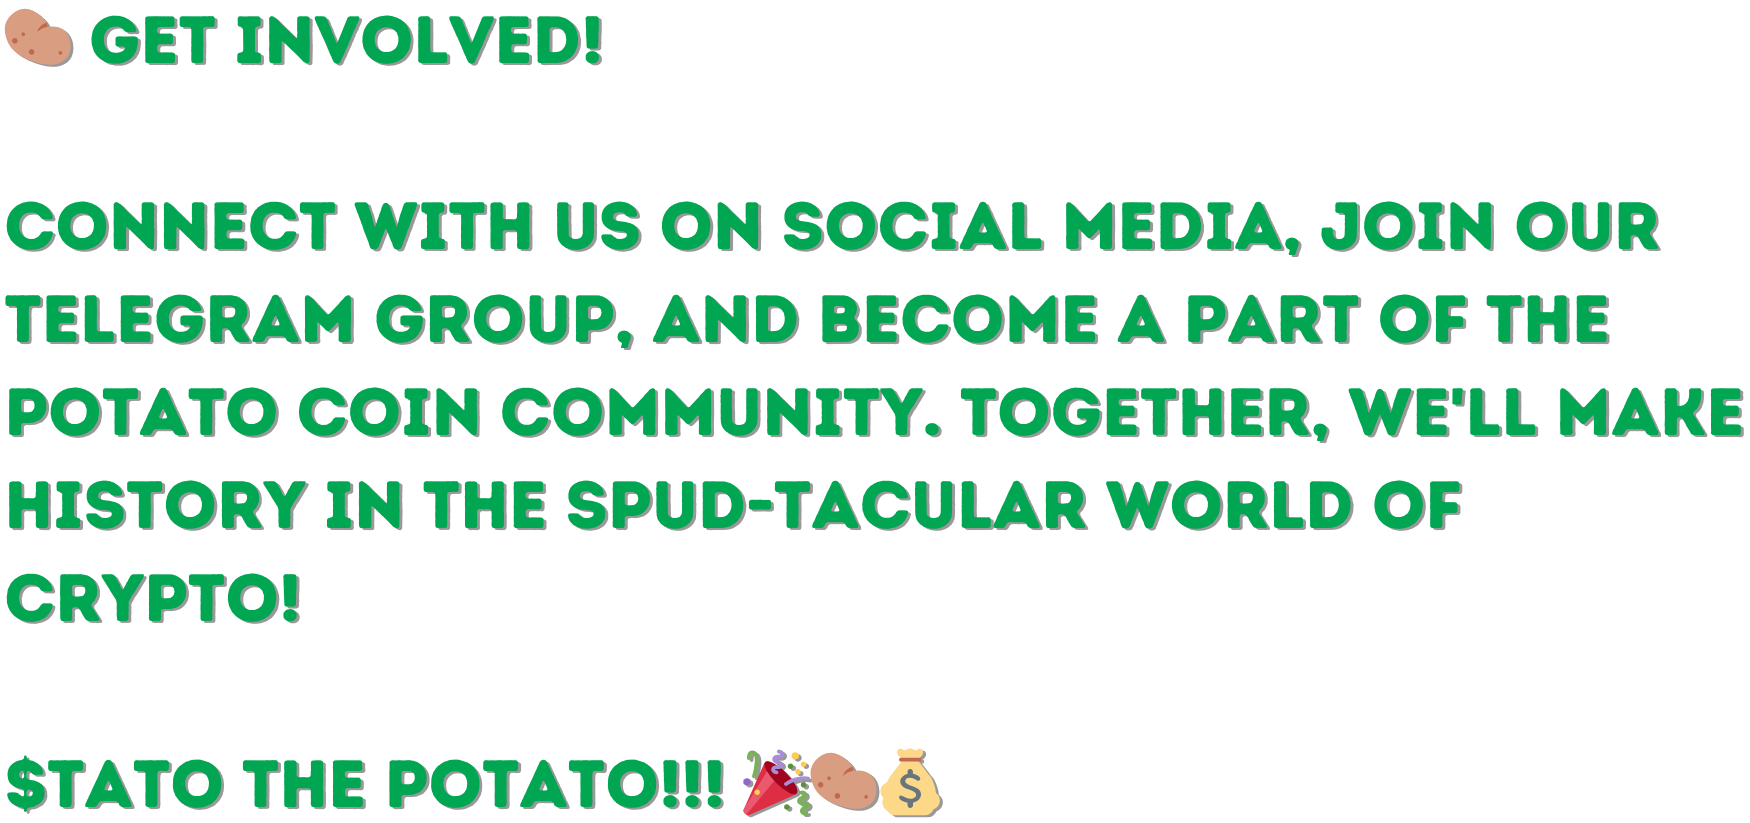 🥔 GET INVOLVED!
CONNECT WITH US ON SOCIAL MEDIA, JOIN OUR
TELEGRAM GROUP, AND BECOME A PART OF THE
POTATO COIN COMMUNITY. TOGETHER, WE'LL MAKE
HISTORY IN THE SPUD-TACULAR WORLD OF
CRYPTO!
$TATO THE POTATO!!! 🎉🥔💰